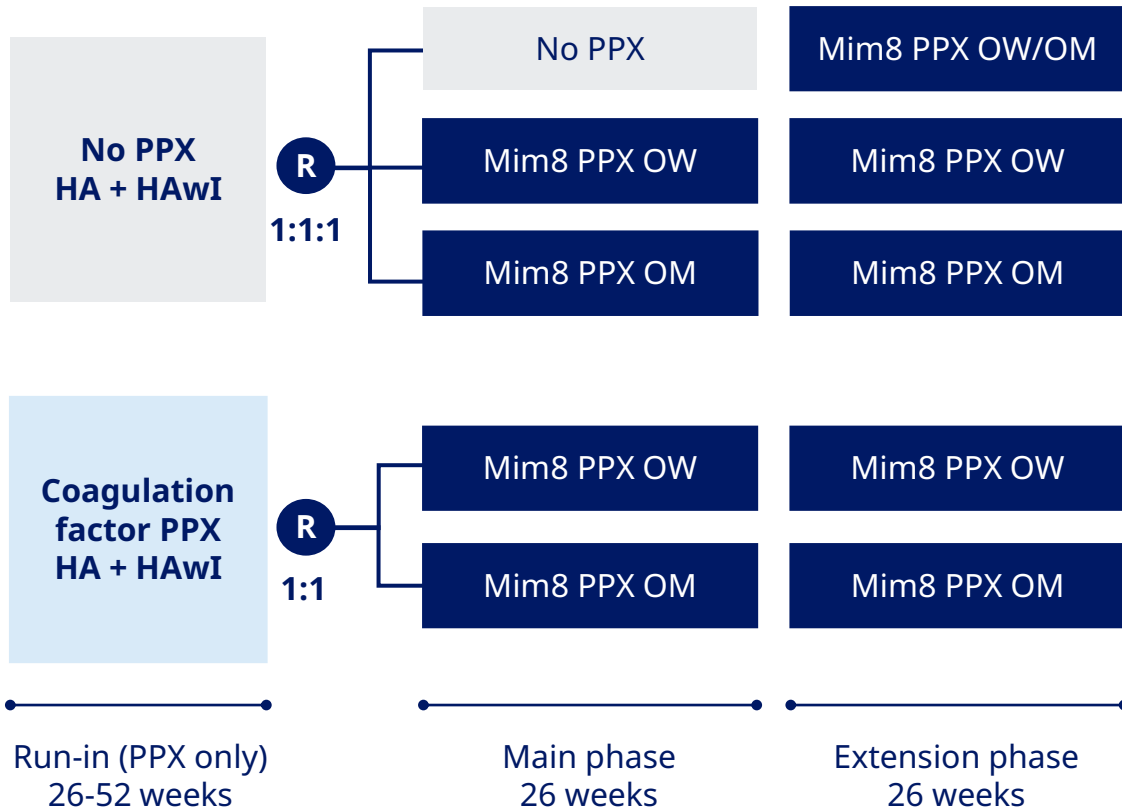 No PPX
HA + HAwI
R
1:1:1
No PPX
Mim8 PPX OW/OM
Mim8 PPX OW
Mim8 PPX OW
Mim8 PPX OM
Mim8 PPX OM
Coagulation
factor PPX
HA + HAwI
R
1:1
Mim8 PPX OW
Mim8 PPX OW
Mim8 PPX OM
Mim8 PPX OM
Run-in (PPX only)
26-52 weeks
Main phase
26 weeks
Extension phase
26 weeks